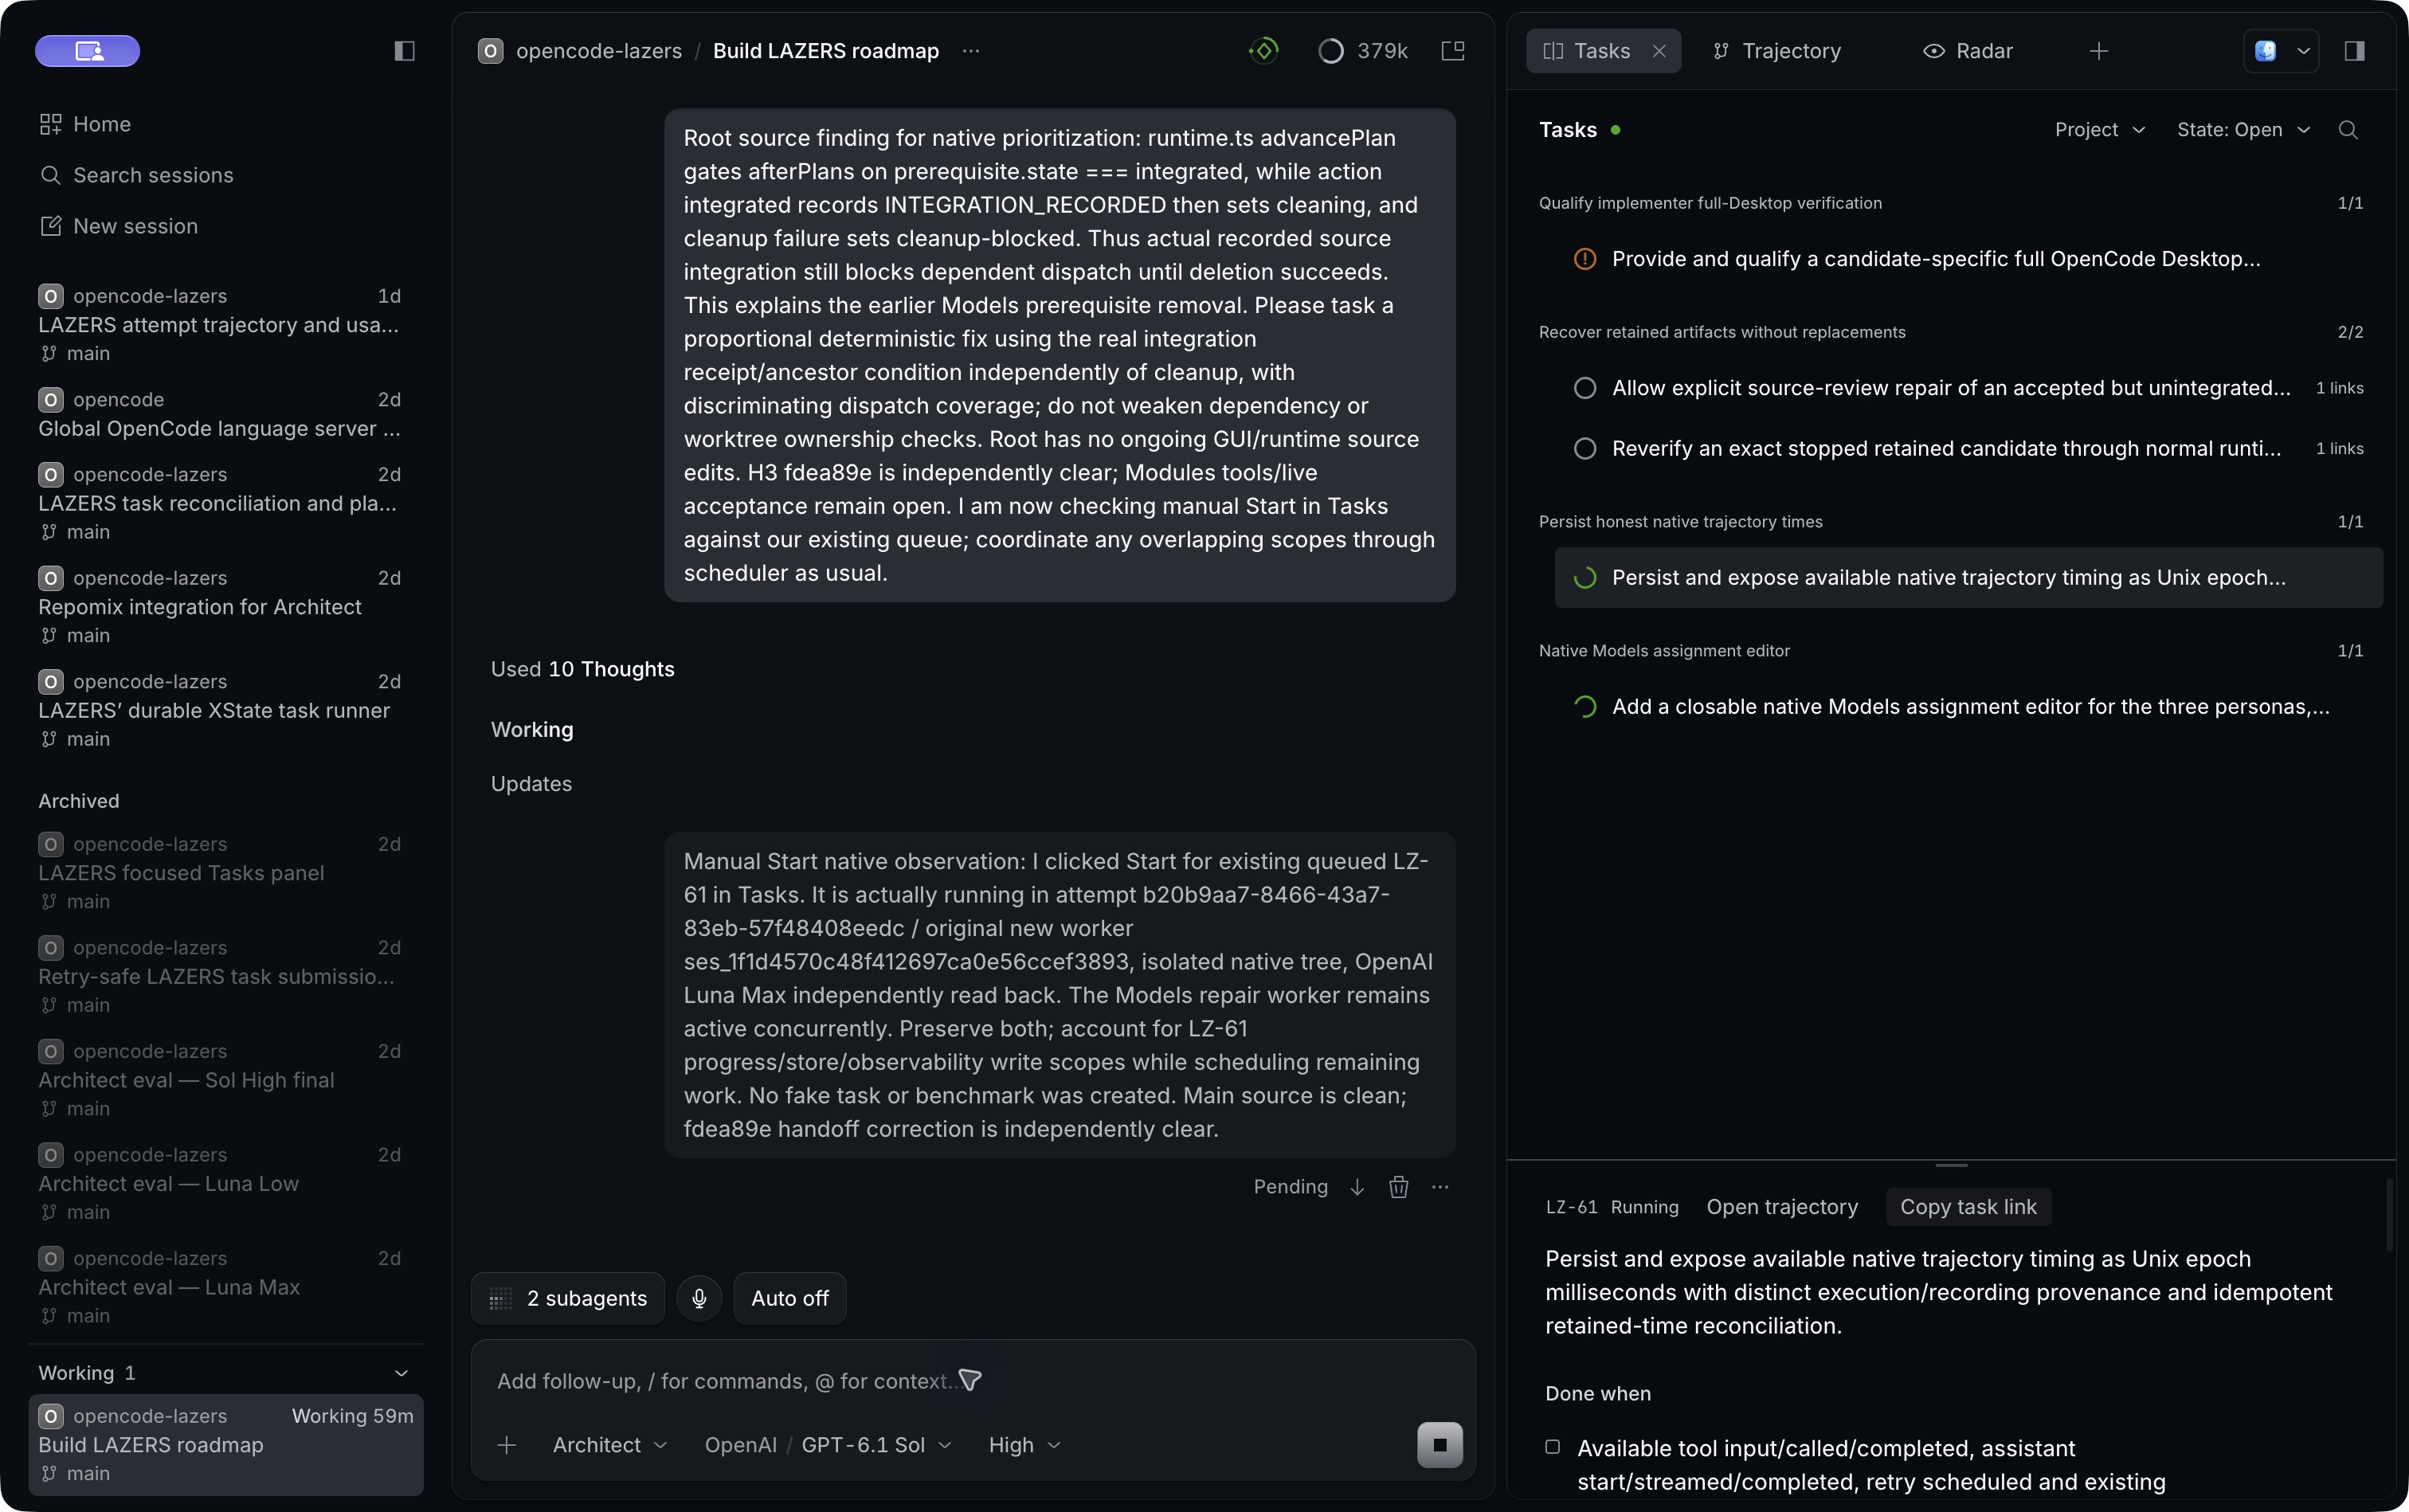 Home
Search sessions
New session
O opencode-lazers 1d
LAZERS attempt trajectory and usa...
main
O opencode 2d
Global OpenCode language server ...
O opencode-lazers 2d
LAZERS task reconciliation and pla...
main
O opencode-lazers 2d
Repomix integration for Architect
main
O opencode-lazers 2d
LAZERS’ durable XState task runner
main
Archived
O opencode-lazers 2d
LAZERS focused Tasks panel
main
O opencode-lazers 2d
Retry-safe LAZERS task submissio...
main
O opencode-lazers 2d
Architect eval — Sol High final
main
O opencode-lazers 2d
Architect eval — Luna Low
main
O opencode-lazers 2d
Architect eval — Luna Max
main
Working 1
O opencode-lazers Working 59m
Build LAZERS roadmap
main
O opencode-lazers / Build LAZERS roadmap ... 379k
Root source finding for native prioritization: runtime.ts advancePlan
gates afterPlans on prerequisite.state === integrated, while action
integrated records INTEGRATION_RECORDED then sets cleaning, and
cleanup failure sets cleanup-blocked. Thus actual recorded source
integration still blocks dependent dispatch until deletion succeeds.
This explains the earlier Models prerequisite removal. Please task a
proportional deterministic fix using the real integration
receipt/ancestor condition independently of cleanup, with
discriminating dispatch coverage; do not weaken dependency or
worktree ownership checks. Root has no ongoing GUI/runtime source
edits. H3 fdea89e is independently clear; Modules tools/live
acceptance remain open. I am now checking manual Start in Tasks
against our existing queue; coordinate any overlapping scopes through
scheduler as usual.
Used 10 Thoughts
Working
Updates
Manual Start native observation: I clicked Start for existing queued LZ-
61 in Tasks. It is actually running in attempt b20b9aa7-8466-43a7-
83eb-57f48408eedc / original new worker
ses_1f1d4570c48f412697ca0e56ccef3893, isolated native tree, OpenAI
Luna Max independently read back. The Models repair worker remains
active concurrently. Preserve both; account for LZ-61
progress/store/observability write scopes while scheduling remaining
work. No fake task or benchmark was created. Main source is clean;
fdea89e handoff correction is independently clear.
Pending
2 subagents
Auto off
Add follow-up, / for commands, @ for context...
Architect OpenAI / GPT-6.1 Sol High
Tasks Trajectory Radar
Tasks Project State: Open
Qualify implementer full-Desktop verification 1/1
Provide and qualify a candidate-specific full OpenCode Desktop...
Recover retained artifacts without replacements 2/2
Allow explicit source-review repair of an accepted but unintegrated... 1 links
Reverify an exact stopped retained candidate through normal runti... 1 links
Persist honest native trajectory times 1/1
Persist and expose available native trajectory timing as Unix epoch...
Native Models assignment editor 1/1
Add a closable native Models assignment editor for the three personas,...
LZ-61 Running Open trajectory Copy task link
Persist and expose available native trajectory timing as Unix epoch
milliseconds with distinct execution/recording provenance and idempotent
retained-time reconciliation.
Done when
Available tool input/called/completed, assistant
start/streamed/completed, retry scheduled and existing